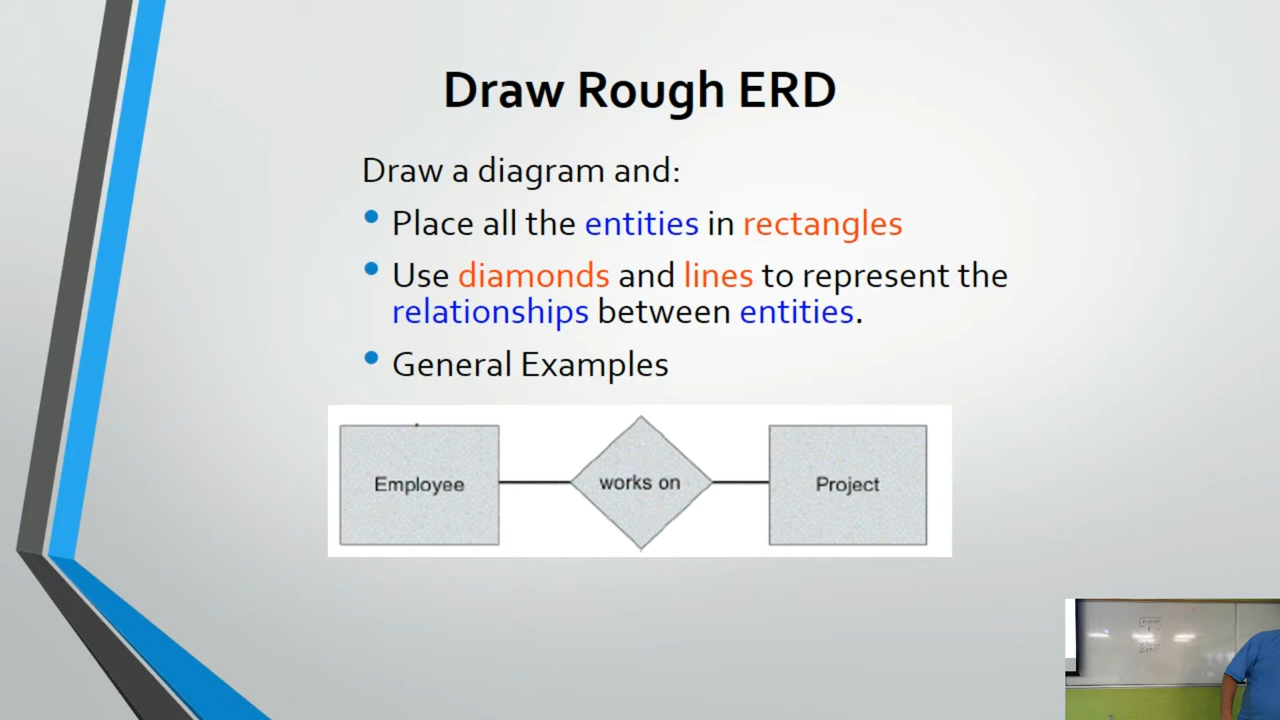 Draw Rough ERD
Draw a diagram and:
• Place all the entities in rectangles
• Use diamonds and lines to represent the
relationships between entities.
• General Examples
Employee works on Project